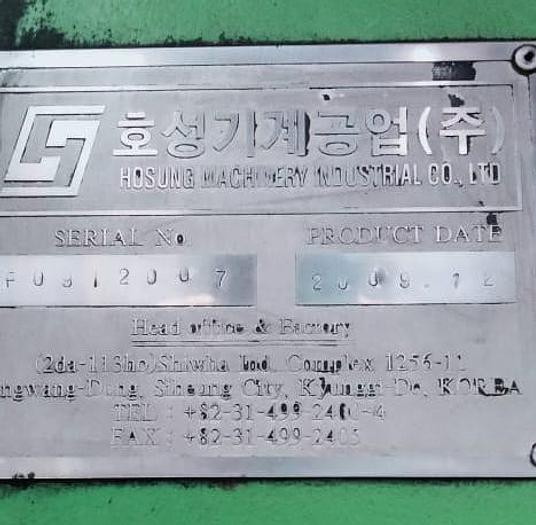 호성기계공업(주)
HOSUNG MACHINERY INDUSTRIAL CO., LTD
SERIAL No. PRODUCT DATE
2009.12
Head office & Factory
(2da-113ho)Shiwha Ind. Complex 1256-11
Siheung City, Kyunggi-Do, KOREA
TEL : +82-31-499-2400-4
FAX : +82-31-499-2405